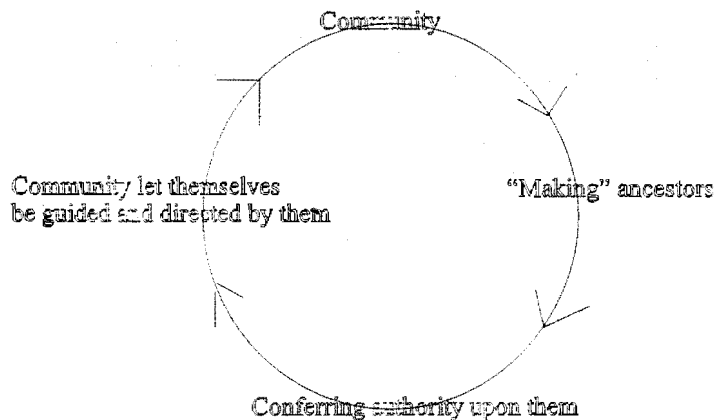 Community
"Making" ancestors
Conferring authority upon them
Community let themselves
be guided and directed by them